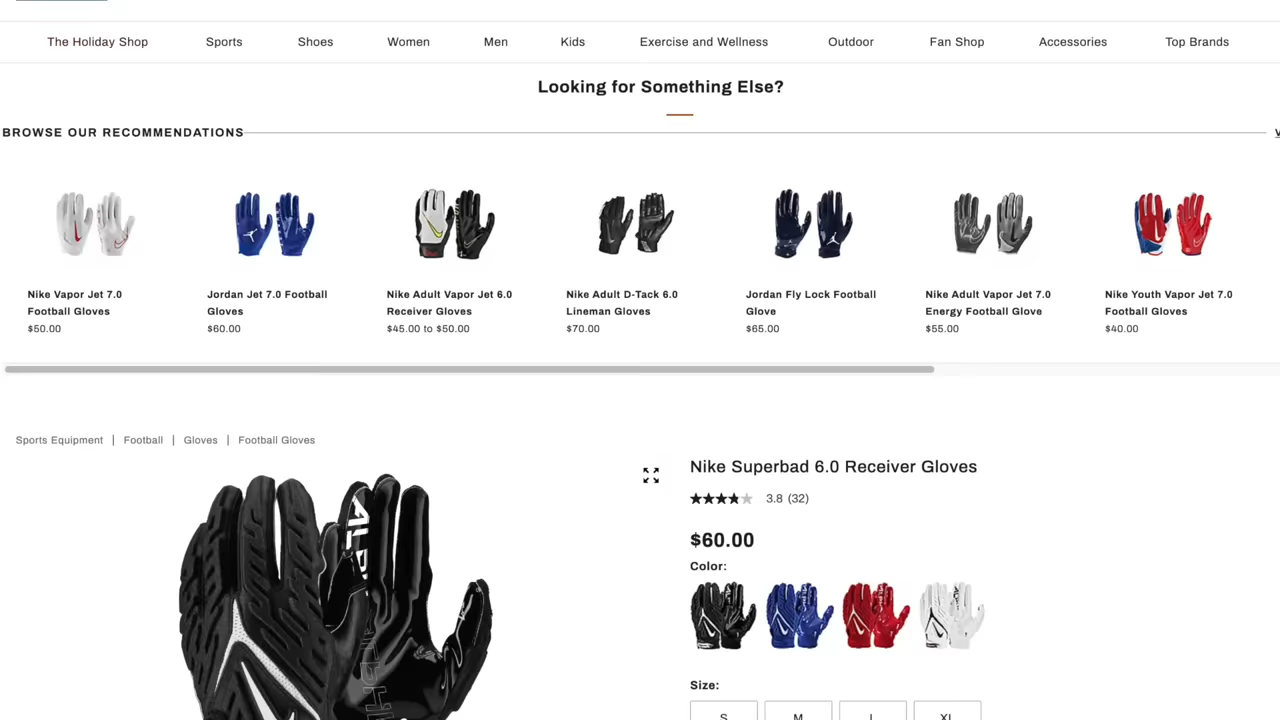 The Holiday Shop Sports Shoes Women Men Kids Exercise and Wellness Outdoor Fan Shop Accessories Top Brands
Looking for Something Else?
BROWSE OUR RECOMMENDATIONS
Nike Vapor Jet 7.0
Football Gloves
$50.00
Jordan Jet 7.0 Football
Gloves
$60.00
Nike Adult Vapor Jet 6.0
Receiver Gloves
$45.00 to $50.00
Nike Adult D-Tack 6.0
Lineman Gloves
$70.00
Jordan Fly Lock Football
Glove
$65.00
Nike Adult Vapor Jet 7.0
Energy Football Glove
$55.00
Nike Youth Vapor Jet 7.0
Football Gloves
$40.00
Sports Equipment | Football | Gloves | Football Gloves
Nike Superbad 6.0 Receiver Gloves
3.8 (32)
$60.00
Color:
Size:
S M L XL